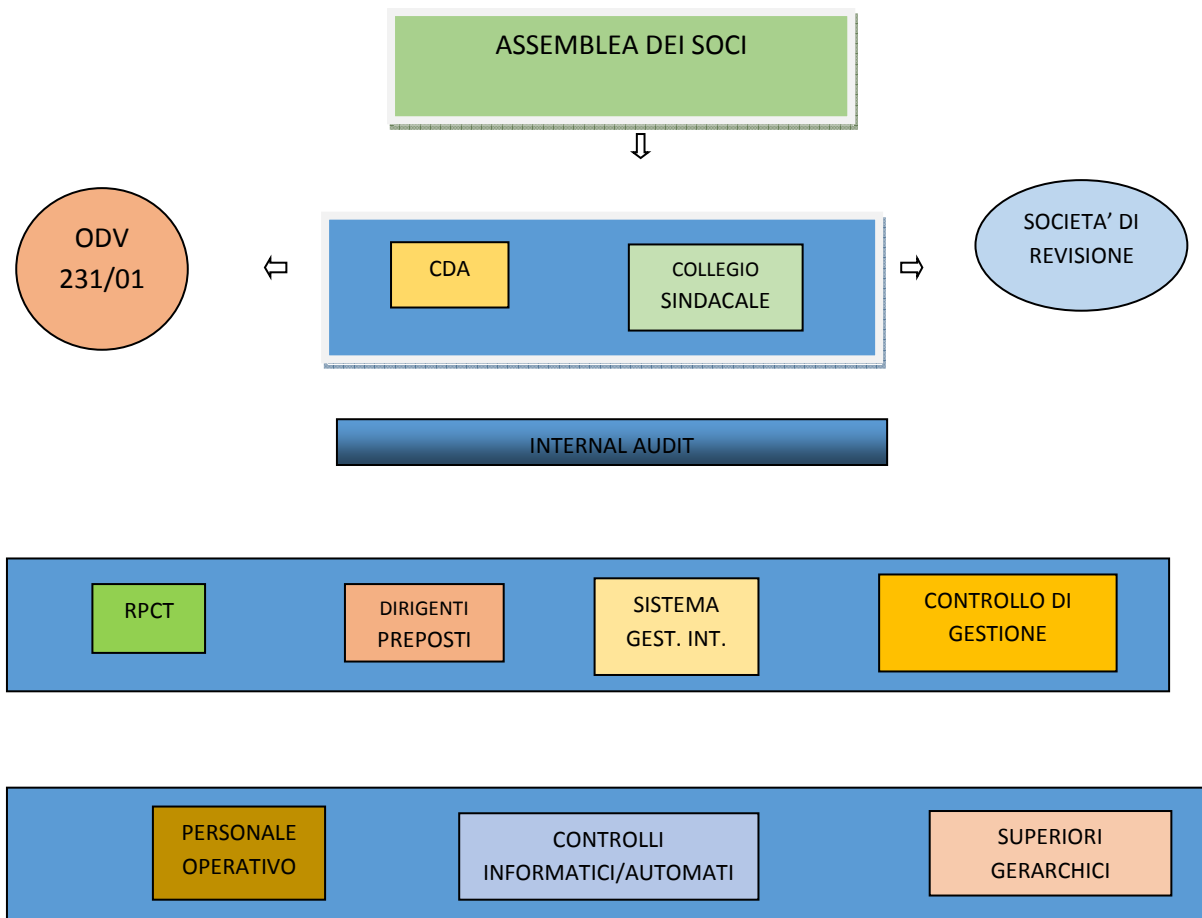 ASSEMBLEA DEI SOCI
ODV
231/01
CDA
COLLEGIO
SINDACALE
SOCIETA’ DI
REVISIONE
INTERNAL AUDIT
RPCT
DIRIGENTI
PREPOSTI
SISTEMA
GEST. INT.
CONTROLLO DI
GESTIONE
PERSONALE
OPERATIVO
CONTROLLI
INFORMATICI/AUTOMATI
SUPERIORI
GERARCHICI